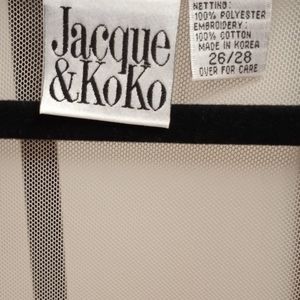 Jacque
&KoKo
NETTING:
100% POLYESTER
EMBROIDERY:
100% COTTON
MADE IN KOREA
26/28
OVER FOR CARE